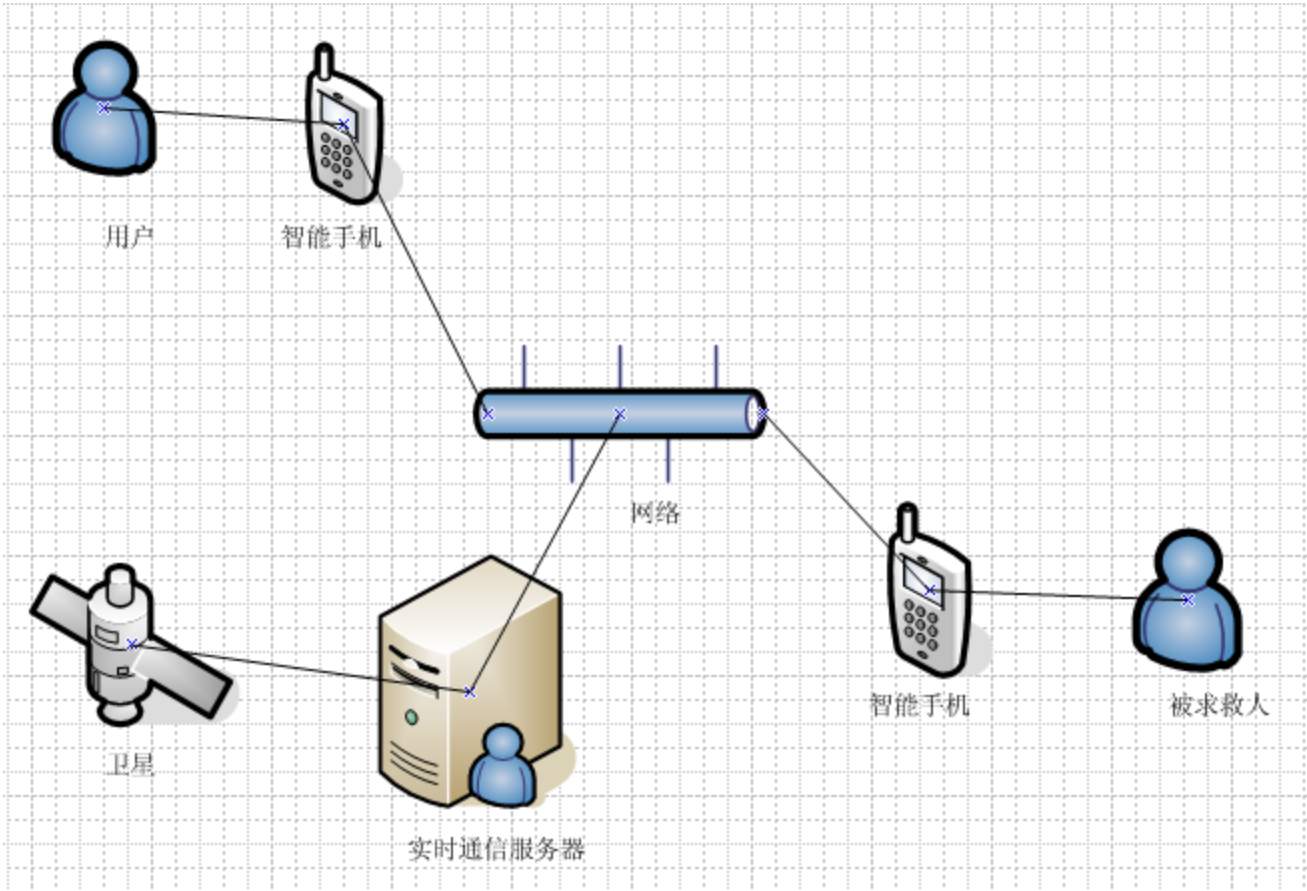 用户
智能手机
网络
智能手机
被求救人
卫星
实时通信服务器